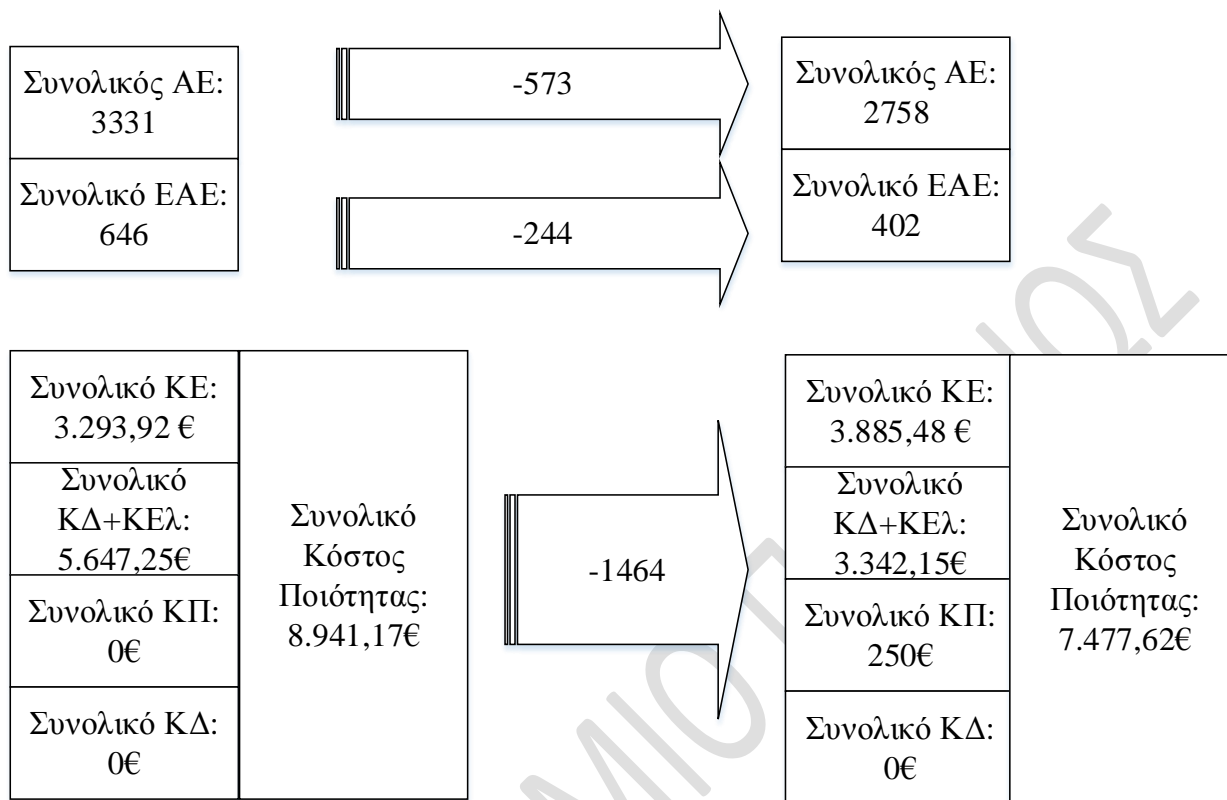 Συνολικός ΑΕ:
3331
-573
Συνολικός ΑΕ:
2758
Συνολικό ΕΑΕ:
646
-244
Συνολικό ΕΑΕ:
402
Συνολικό ΚΕ:
3.293,92 €
Συνολικό
ΚΔ+ΚΕλ:
5.647,25€
Συνολικό ΚΠ:
0€
Συνολικό ΚΔ:
0€
Συνολικό
Κόστος
Ποιότητας:
8.941,17€
-1464
Συνολικό ΚΕ:
3.885,48 €
Συνολικό
ΚΔ+ΚΕλ:
3.342,15€
Συνολικό ΚΠ:
250€
Συνολικό ΚΔ:
0€
Συνολικό
Κόστος
Ποιότητας:
7.477,62€